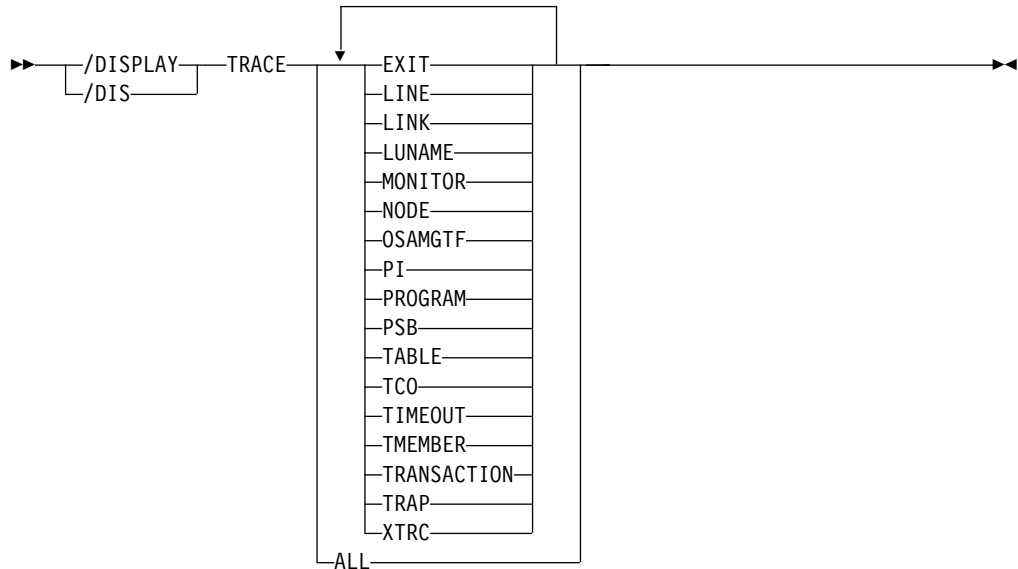 /DISPLAY TRACE EXIT
/DIS LINE
LINK
LUNAME
MONITOR
NODE
OSAMGTF
PI
PROGRAM
PSB
TABLE
TCO
TIMEOUT
TMEMBER
TRANSACTION
TRAP
XTRC
ALL